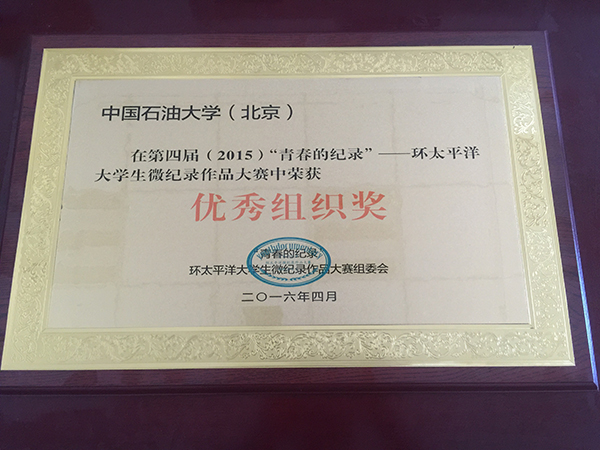 中国石油大学（北京）
在第四届（2015）“青春的纪录”——环太平洋
大学生微纪录作品大赛中荣获
优秀组织奖
“青春的纪录”
环太平洋大学生微纪录作品大赛组委会
二〇一六年四月